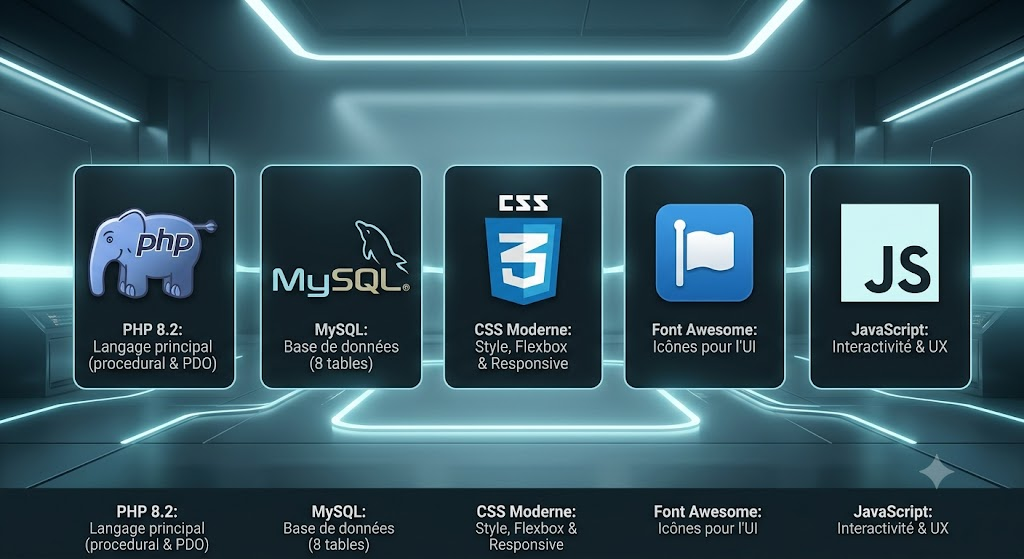 php
MySQL®
CSS
3
JS
PHP 8.2:
Langage principal
(procedural & PDO)
MySQL:
Base de données
(8 tables)
CSS Moderne:
Style, Flexbox
& Responsive
Font Awesome:
Icônes pour l'UI
JavaScript:
Interactivité & UX
PHP 8.2:
Langage principal
(procedural & PDO)
MySQL:
Base de données
(8 tables)
CSS Moderne:
Style, Flexbox &
Responsive
Font Awesome:
Icônes pour l'UI
JavaScript:
Interactivité & UX